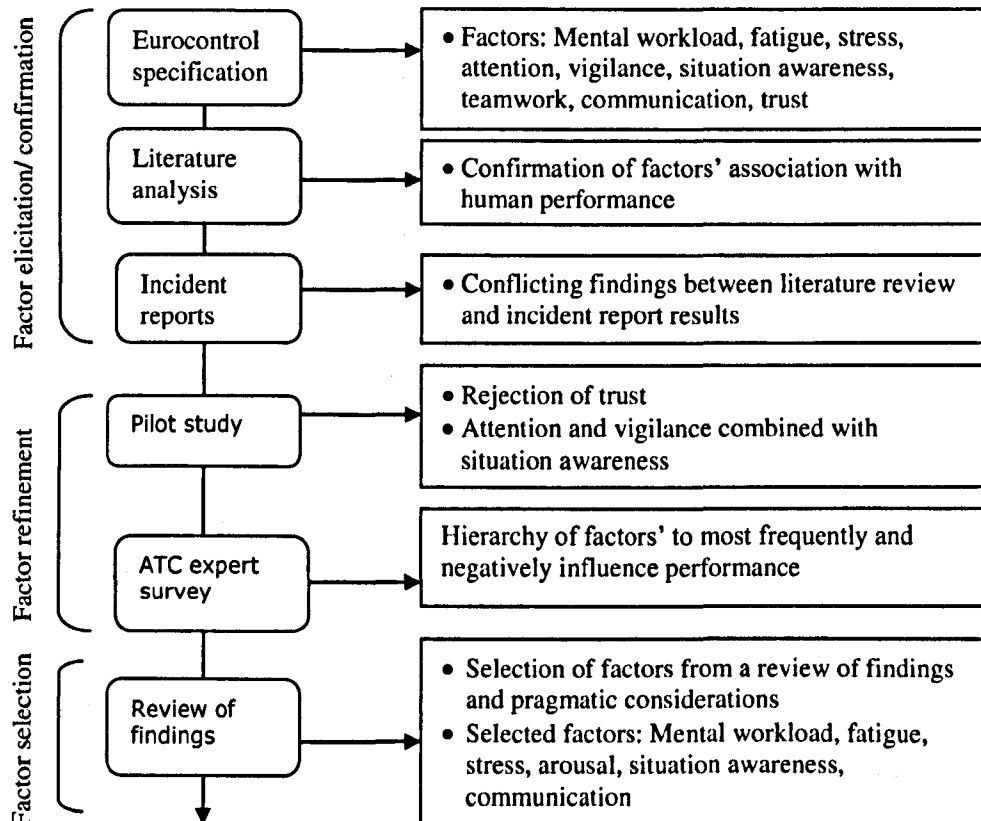 Factor elicitation/ confirmation
Eurocontrol
specification
• Factors: Mental workload, fatigue, stress,
attention, vigilance, situation awareness,
teamwork, communication, trust
Literature
analysis
• Confirmation of factors' association with
human performance
Incident
reports
• Conflicting findings between literature review
and incident report results
Factor refinement
Pilot study
• Rejection of trust
• Attention and vigilance combined with
situation awareness
ATC expert
survey
Hierarchy of factors' to most frequently and
negatively influence performance
Factor selection
Review of
findings
• Selection of factors from a review of findings
and pragmatic considerations
• Selected factors: Mental workload, fatigue,
stress, arousal, situation awareness,
communication